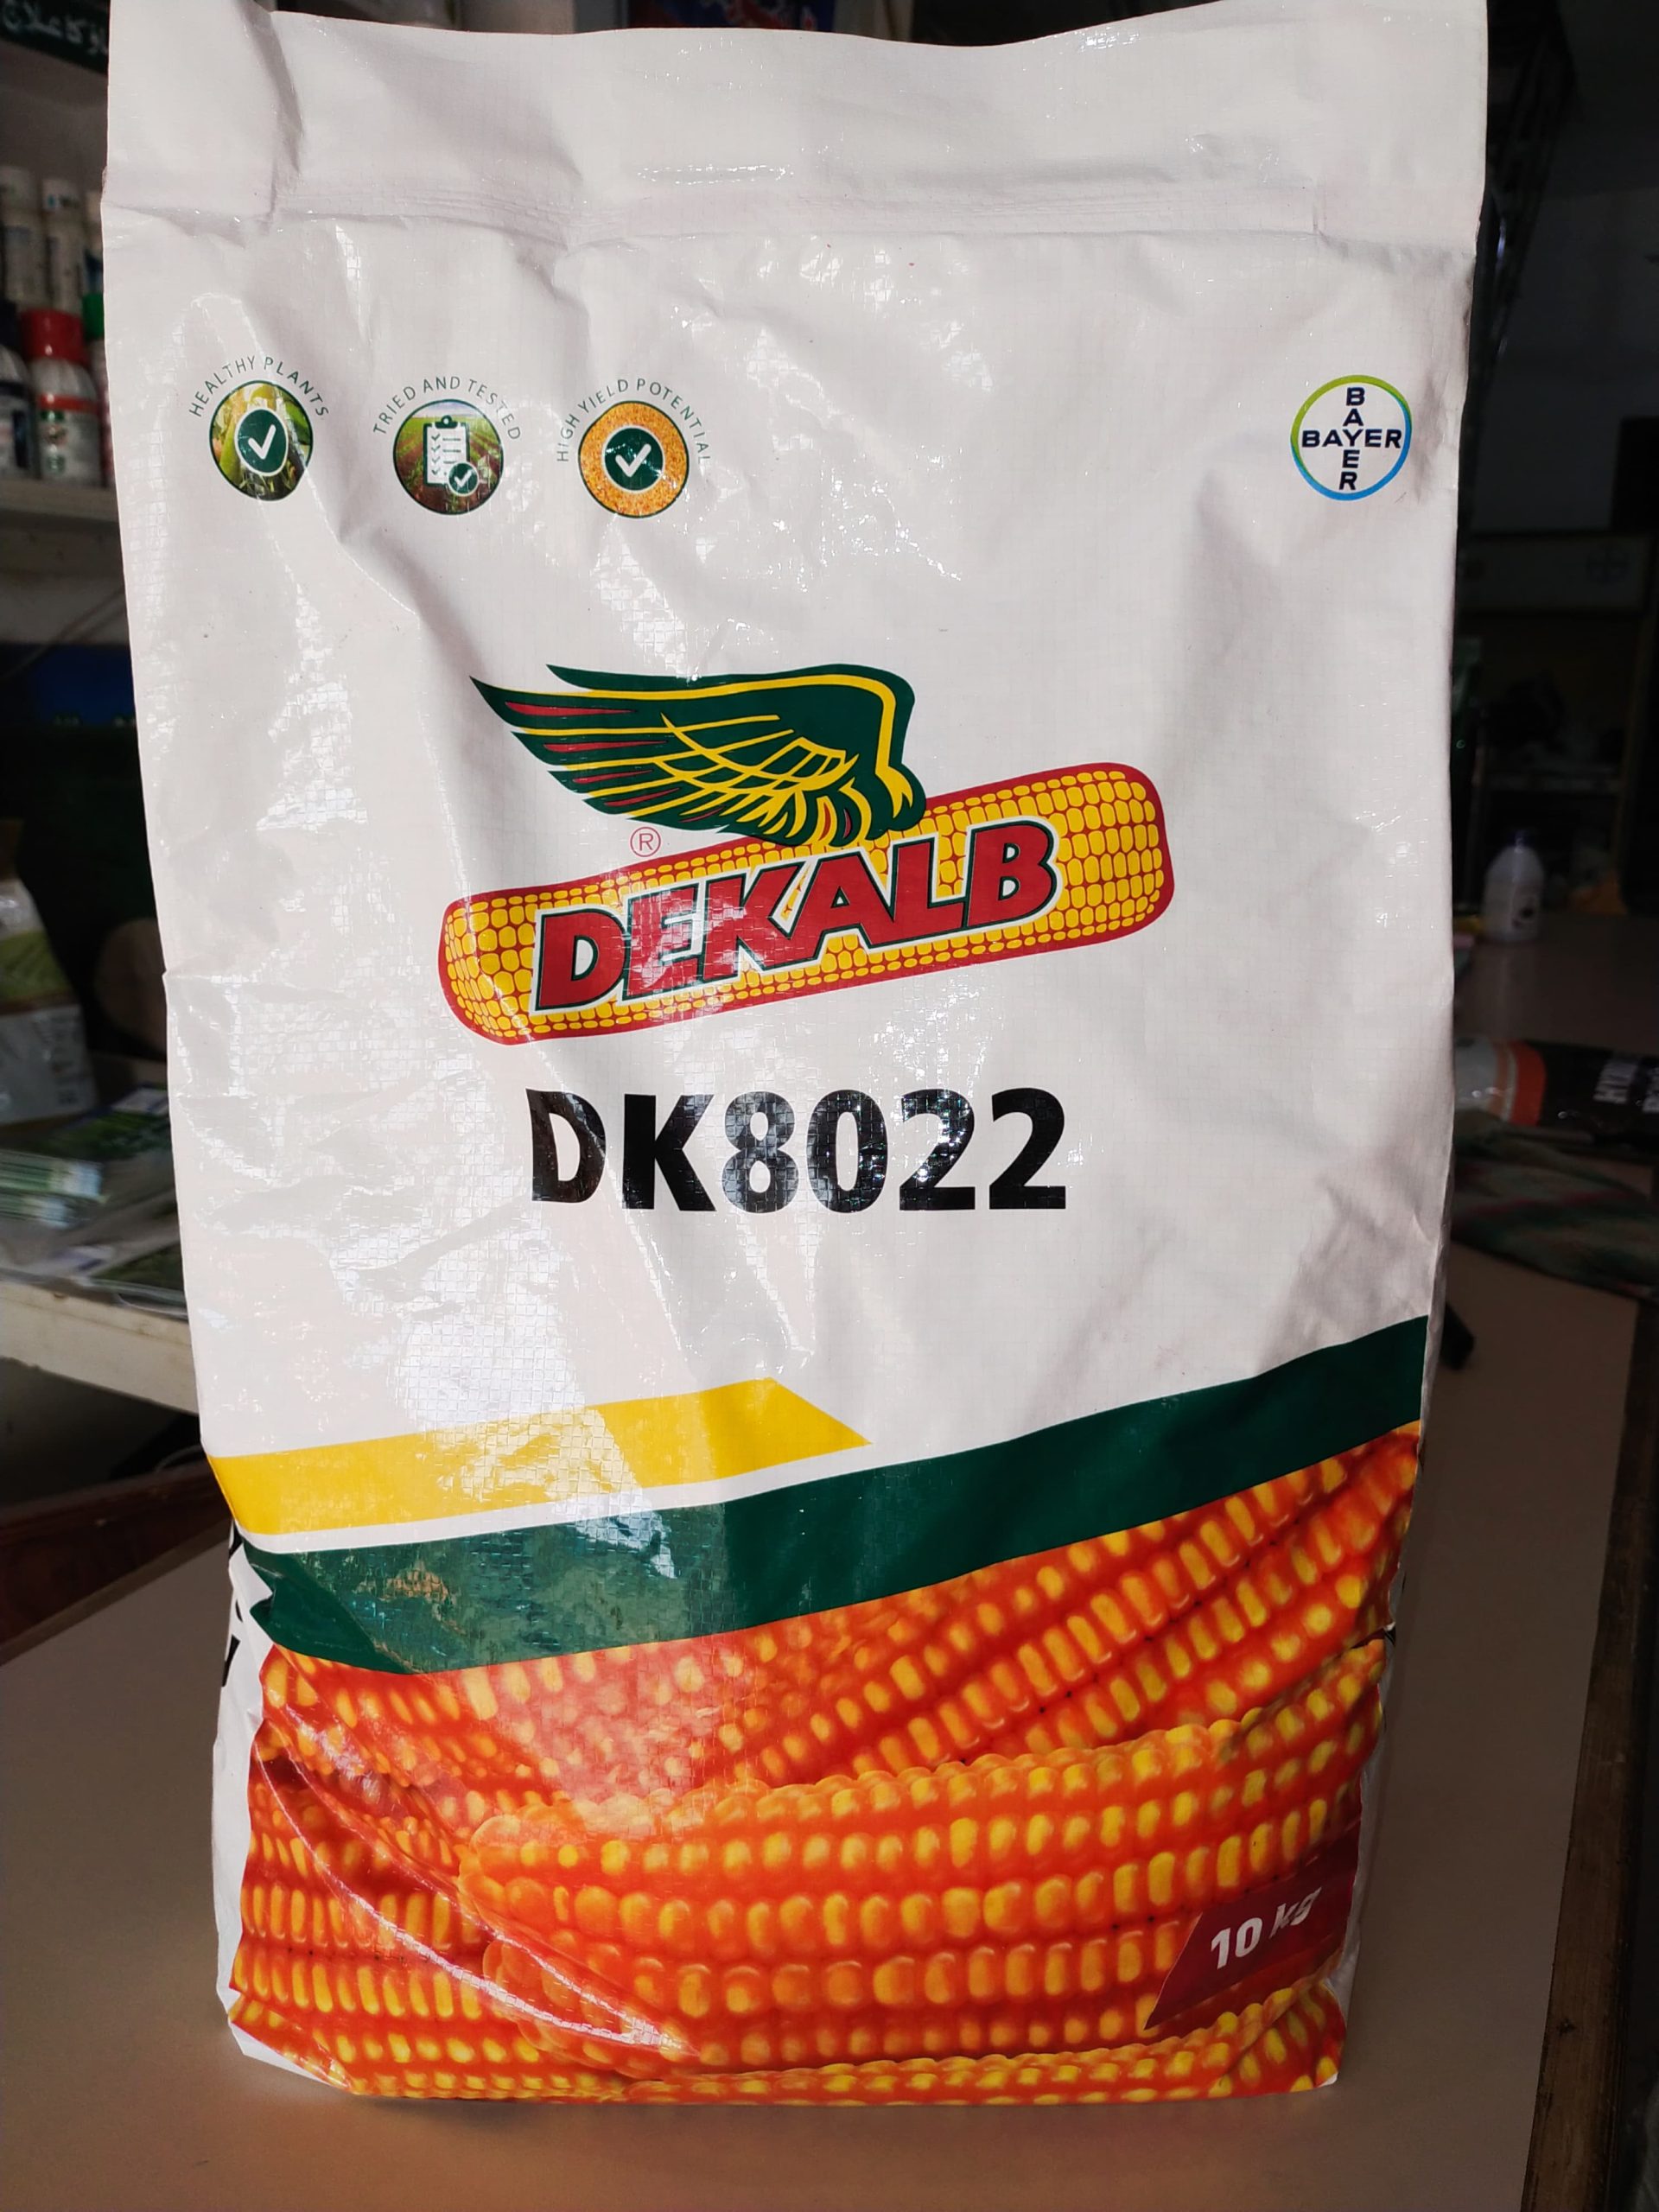 HEALTHY PLANTS
TRIED AND TESTED
HIGH YIELD POTENTIAL
BAYER
BAYER
®
DEKALB
DK8022
10 kg